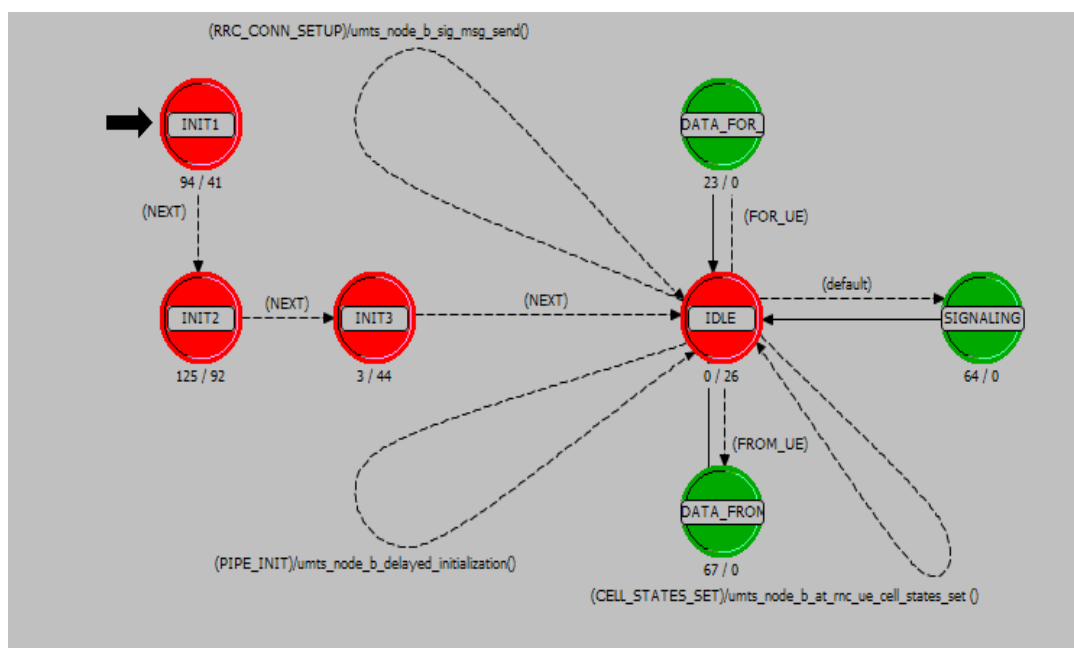 (RRC_CONN_SETUP)/umts_node_b_sig_msg_send()
INIT1
94 / 41
(NEXT)
DATA_FOR_
23 / 0
(FOR_UE)
INIT2
125 / 92
(NEXT)
INIT3
3 / 44
(NEXT)
IDLE
0 / 26
(default)
SIGNALING
64 / 0
(FROM_UE)
DATA_FROM
67 / 0
(PIPE_INIT)/umts_node_b_delayed_initialization()
(CELL_STATES_SET)/umts_node_b_at_rnc_ue_cell_states_set ()